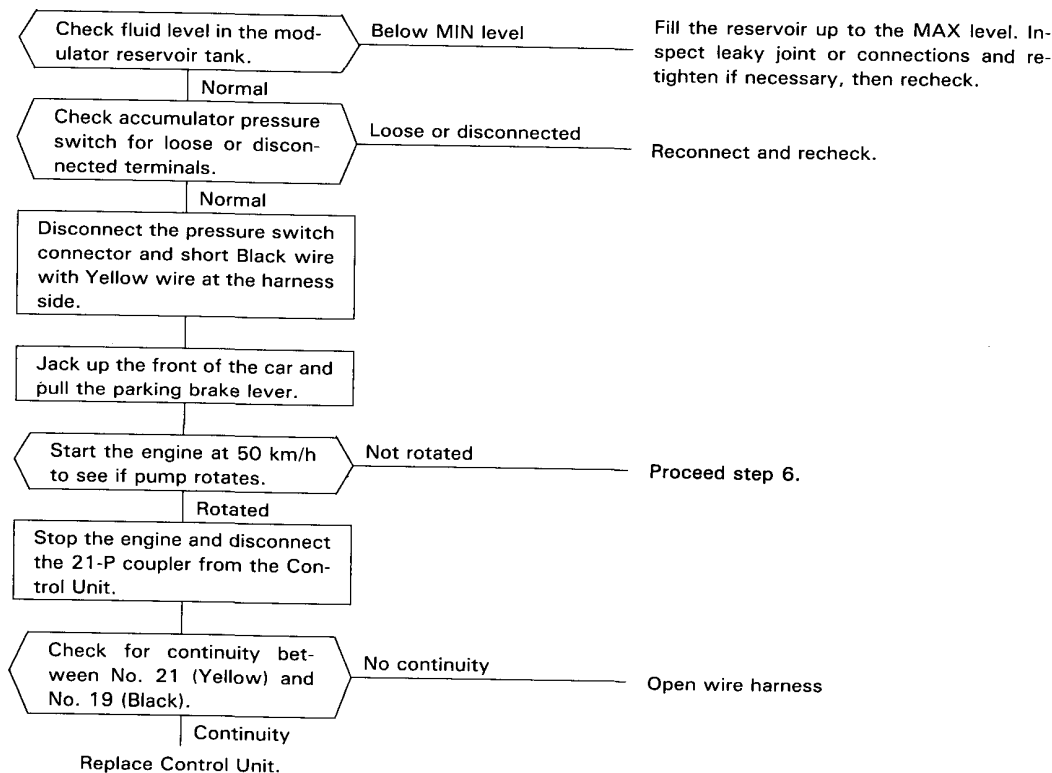 Check fluid level in the mod-
ulator reservoir tank.
Below MIN level
Fill the reservoir up to the MAX level. In-
spect leaky joint or connections and re-
tighten if necessary, then recheck.
Normal
Check accumulator pressure
switch for loose or discon-
nected terminals.
Loose or disconnected
Reconnect and recheck.
Normal
Disconnect the pressure switch
connector and short Black wire
with Yellow wire at the harness
side.
Jack up the front of the car and
pull the parking brake lever.
Start the engine at 50 km/h
to see if pump rotates.
Not rotated
Proceed step 6.
Rotated
Stop the engine and disconnect
the 21-P coupler from the Con-
trol Unit.
Check for continuity bet-
ween No. 21 (Yellow) and
No. 19 (Black).
No continuity
Open wire harness
Continuity
Replace Control Unit.